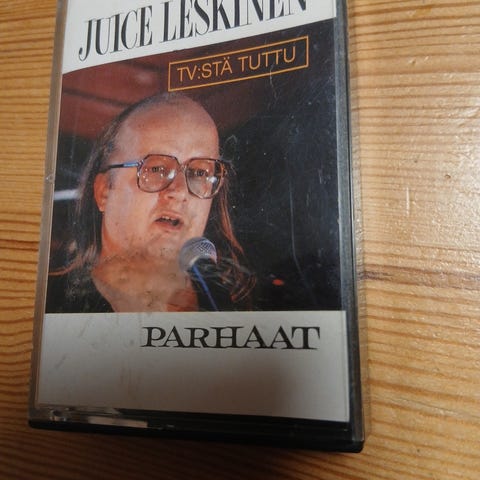 JUICE LESKINEN
TV:STÄ TUTTU
PARHAAT